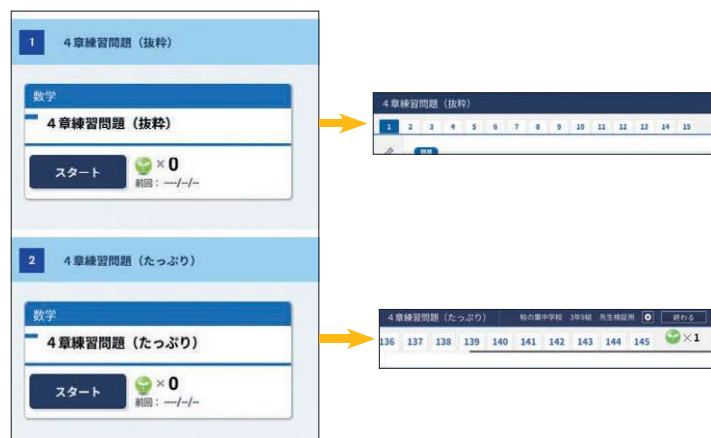 1 4章練習問題（抜粋）
数学
4章練習問題（抜粋）
スタート ×0
前回：----/--/--
2 4章練習問題（たっぷり）
数学
4章練習問題（たっぷり）
スタート ×0
前回：----/--/--
4章練習問題（抜粋）
1 2 3 4 5 6 7 8 9 10 11 12 13 14 15
問題
4章練習問題（たっぷり） 柏の葉中学校 3年9組 先生検証用 終わる
136 137 138 139 140 141 142 143 144 145 ×1